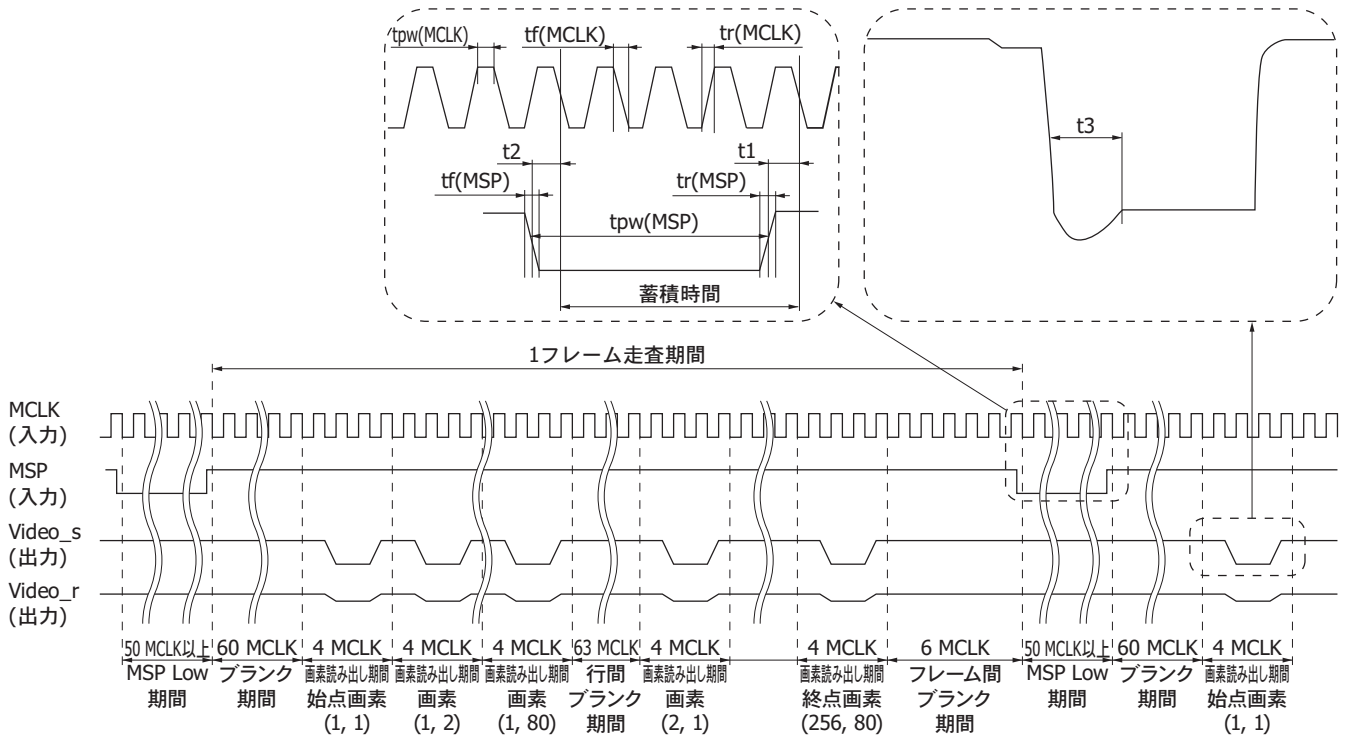 tpw(MCLK)
tf(MCLK)
tr(MCLK)
t2
t1
tf(MSP)
tr(MSP)
tpw(MSP)
蓄積時間
t3
1フレーム走査期間
MCLK
(入力)
MSP
(入力)
Video_s
(出力)
Video_r
(出力)
50 MCLK以上
MSP Low
期間
60 MCLK
ブランク
期間
4 MCLK
画素読み出し期間
始点画素
(1, 1)
4 MCLK
画素読み出し期間
画素
(1, 2)
4 MCLK
画素読み出し期間
画素
(1, 80)
63 MCLK
行間
ブランク
期間
4 MCLK
画素読み出し期間
画素
(2, 1)
4 MCLK
画素読み出し期間
終点画素
(256, 80)
6 MCLK
フレーム間
ブランク
期間
50 MCLK以上
MSP Low
期間
60 MCLK
ブランク
期間
4 MCLK
画素読み出し期間
始点画素
(1, 1)